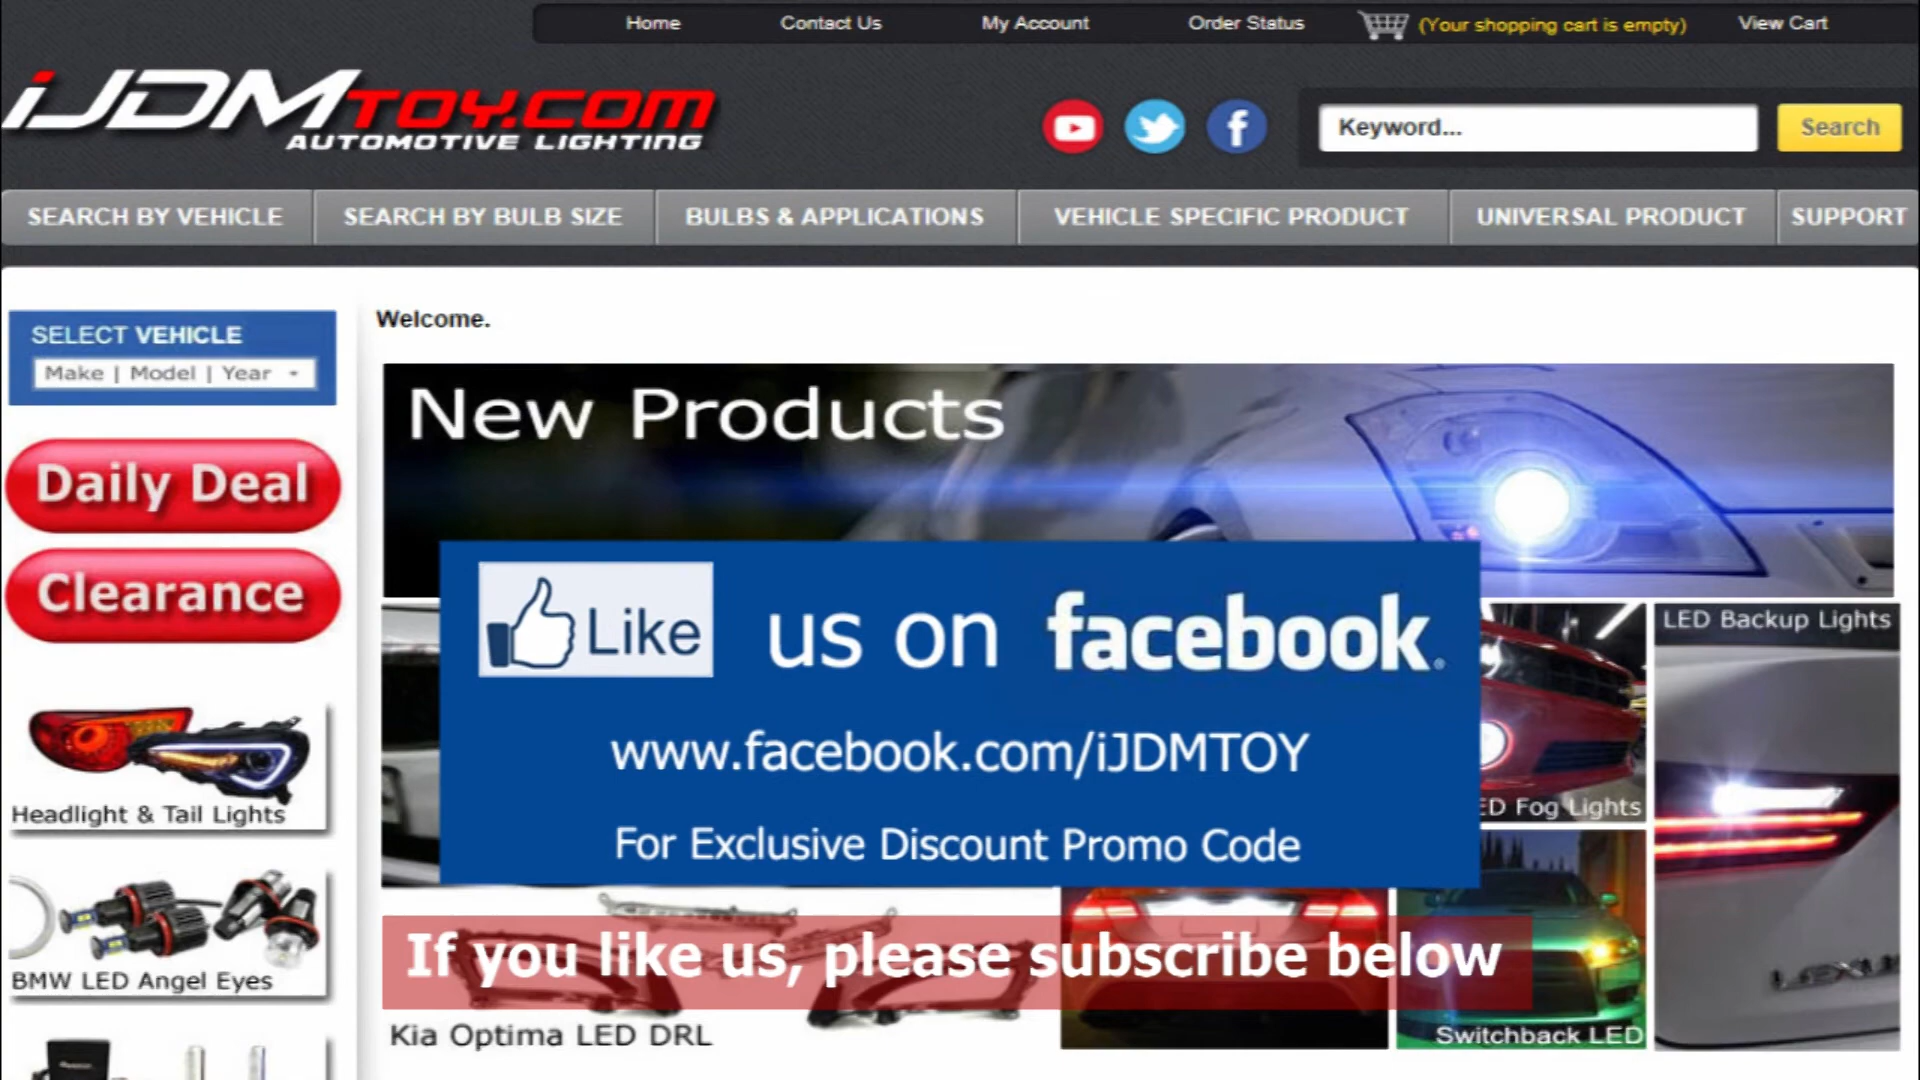 Home
Contact Us
My Account
Order Status
(Your shopping cart is empty)
View Cart
iJDMTOY.COM
AUTOMOTIVE LIGHTING
Keyword...
Search
SEARCH BY VEHICLE
SEARCH BY BULB SIZE
BULBS & APPLICATIONS
VEHICLE SPECIFIC PRODUCT
UNIVERSAL PRODUCT
SUPPORT
SELECT VEHICLE
Make | Model | Year
Daily Deal
Clearance
Headlight & Tail Lights
BMW LED Angel Eyes
Welcome.
New Products
Like us on facebook.
www.facebook.com/iJDMTOY
For Exclusive Discount Promo Code
LED Backup Lights
ED Fog Lights
If you like us, please subscribe below
Kia Optima LED DRL
Switchback LED